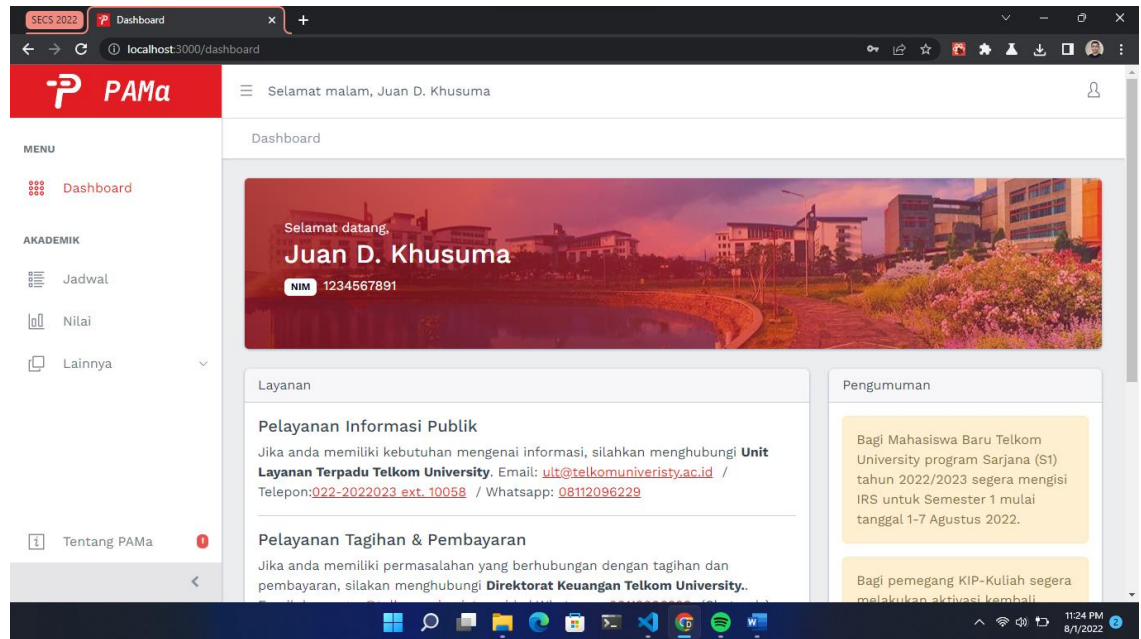 SECS 2022
Dashboard
localhost:3000/dashboard
PAMa
Selamat malam, Juan D. Khusuma
MENU
Dashboard
Dashboard
AKADEMIK
Jadwal
Nilai
Lainnya
Tentang PAMa
Selamat datang,
Juan D. Khusuma
NIM 1234567891
Layanan
Pelayanan Informasi Publik
Jika anda memiliki kebutuhan mengenai informasi, silahkan menghubungi Unit
Layanan Terpadu Telkom University. Email: ult@telkomuniveristy.ac.id /
Telepon:022-2022023 ext. 10058 / Whatsapp: 08112096229
Pelayanan Tagihan & Pembayaran
Jika anda memiliki permasalahan yang berhubungan dengan tagihan dan
pembayaran, silakan menghubungi Direktorat Keuangan Telkom University..
Pengumuman
Bagi Mahasiswa Baru Telkom
University program Sarjana (S1)
tahun 2022/2023 segera mengisi
IRS untuk Semester 1 mulai
tanggal 1-7 Agustus 2022.
Bagi pemegang KIP-Kuliah segera
melakukan aktivasi kembali
11:24 PM
8/1/2022
2